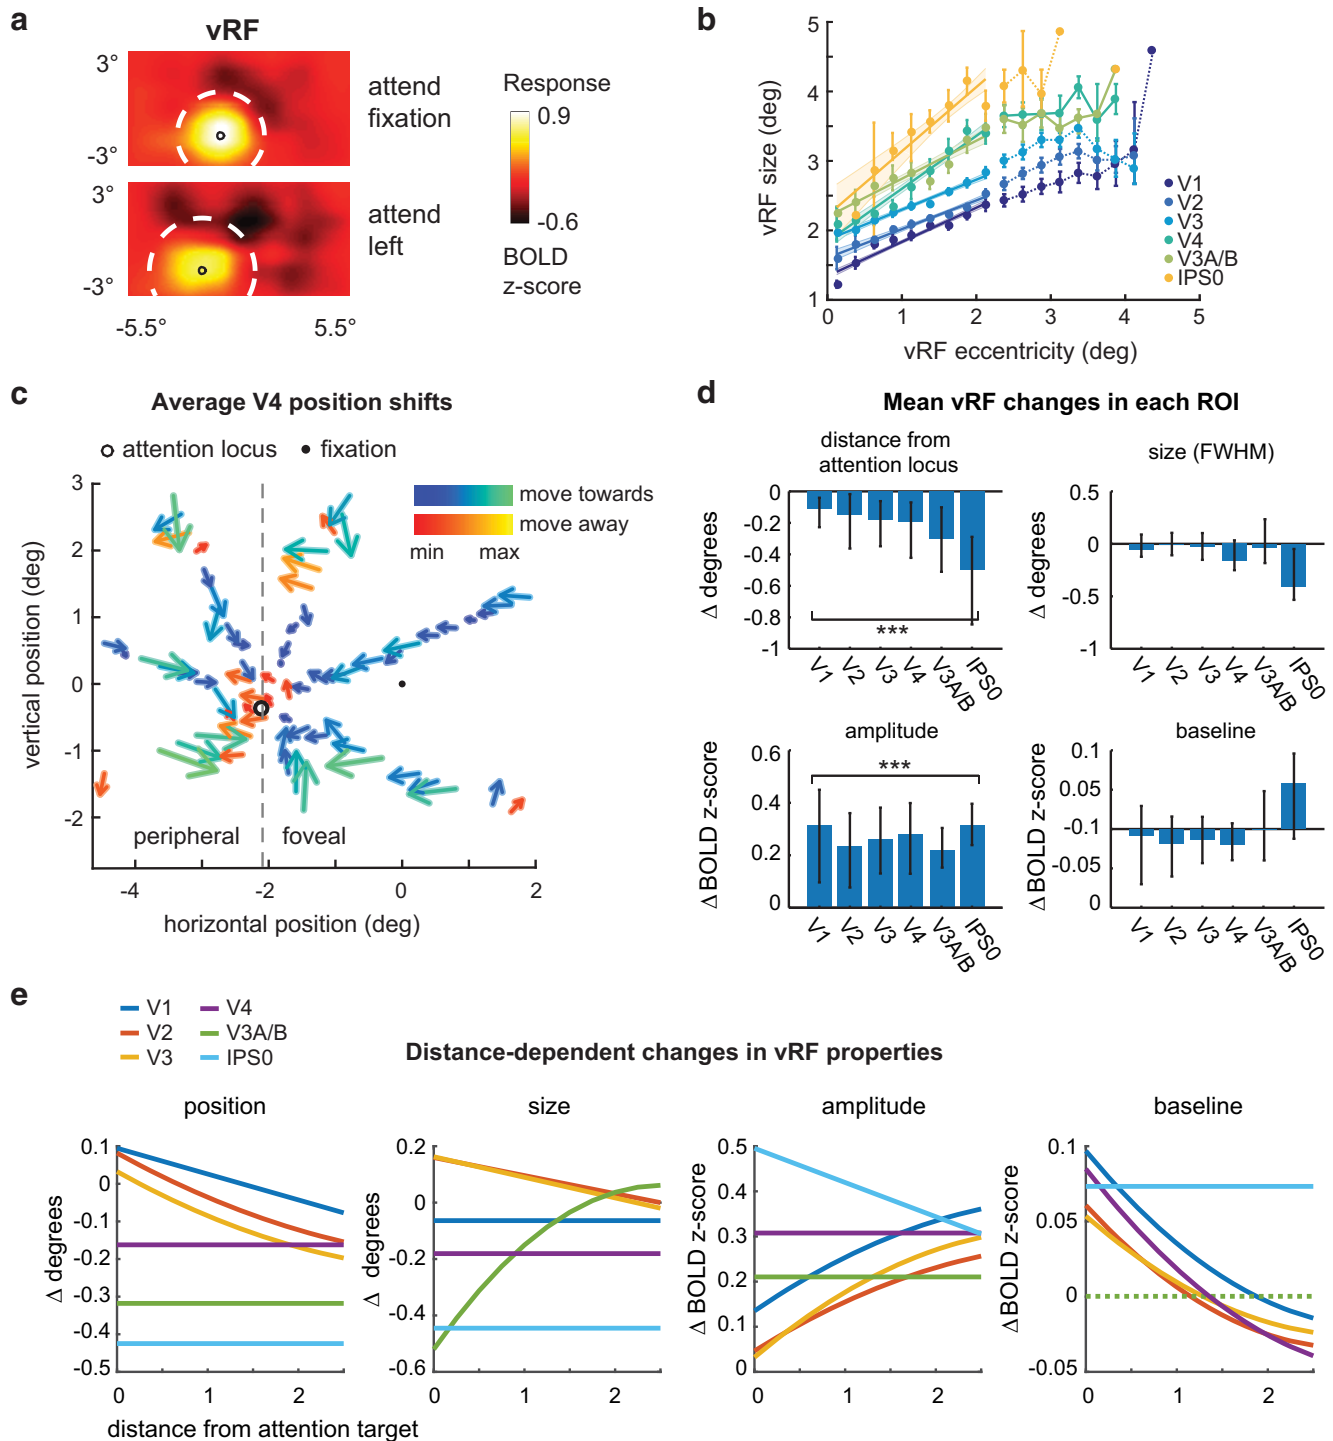 a
vRF
3°
-3°
attend
fixation
3°
-3°
attend
left
-5.5°
5.5°
Response
0.9
-0.6
BOLD
z-score
b
5
4
3
2
1
vRF size (deg)
0
1
2
3
4
5
vRF eccentricity (deg)
V1
V2
V3
V4
V3A/B
IPS0
c
Average V4 position shifts
attention locus
fixation
move towards
move away
min
max
3
2
1
0
-1
-2
vertical position (deg)
peripheral
foveal
-4
-2
0
2
horizontal position (deg)
d
Mean vRF changes in each ROI
distance from
attention locus
0
-0.2
-0.4
-0.6
-0.8
-1
Δ degrees
***
V1
V2
V3
V4
V3A/B
IPS0
size (FWHM)
0.5
0
-0.5
-1
Δ degrees
V1
V2
V3
V4
V3A/B
IPS0
amplitude
0.6
0.4
0.2
0
Δ BOLD z-score
***
V1
V2
V3
V4
V3A/B
IPS0
baseline
0.1
0.05
-0.1
-0.05
0
Δ BOLD z-score
V1
V2
V3
V4
V3A/B
IPS0
e
V1
V2
V3
V4
V3A/B
IPS0
Distance-dependent changes in vRF properties
position
0.1
0
-0.1
-0.2
-0.3
-0.4
-0.5
Δ degrees
0
1
2
distance from attention target
size
0.2
0
-0.2
-0.4
-0.6
Δ degrees
0
1
2
amplitude
0.5
0.4
0.3
0.2
0.1
0
Δ BOLD z-score
0
1
2
baseline
0.1
0.05
0
-0.05
Δ BOLD z-score
0
1
2